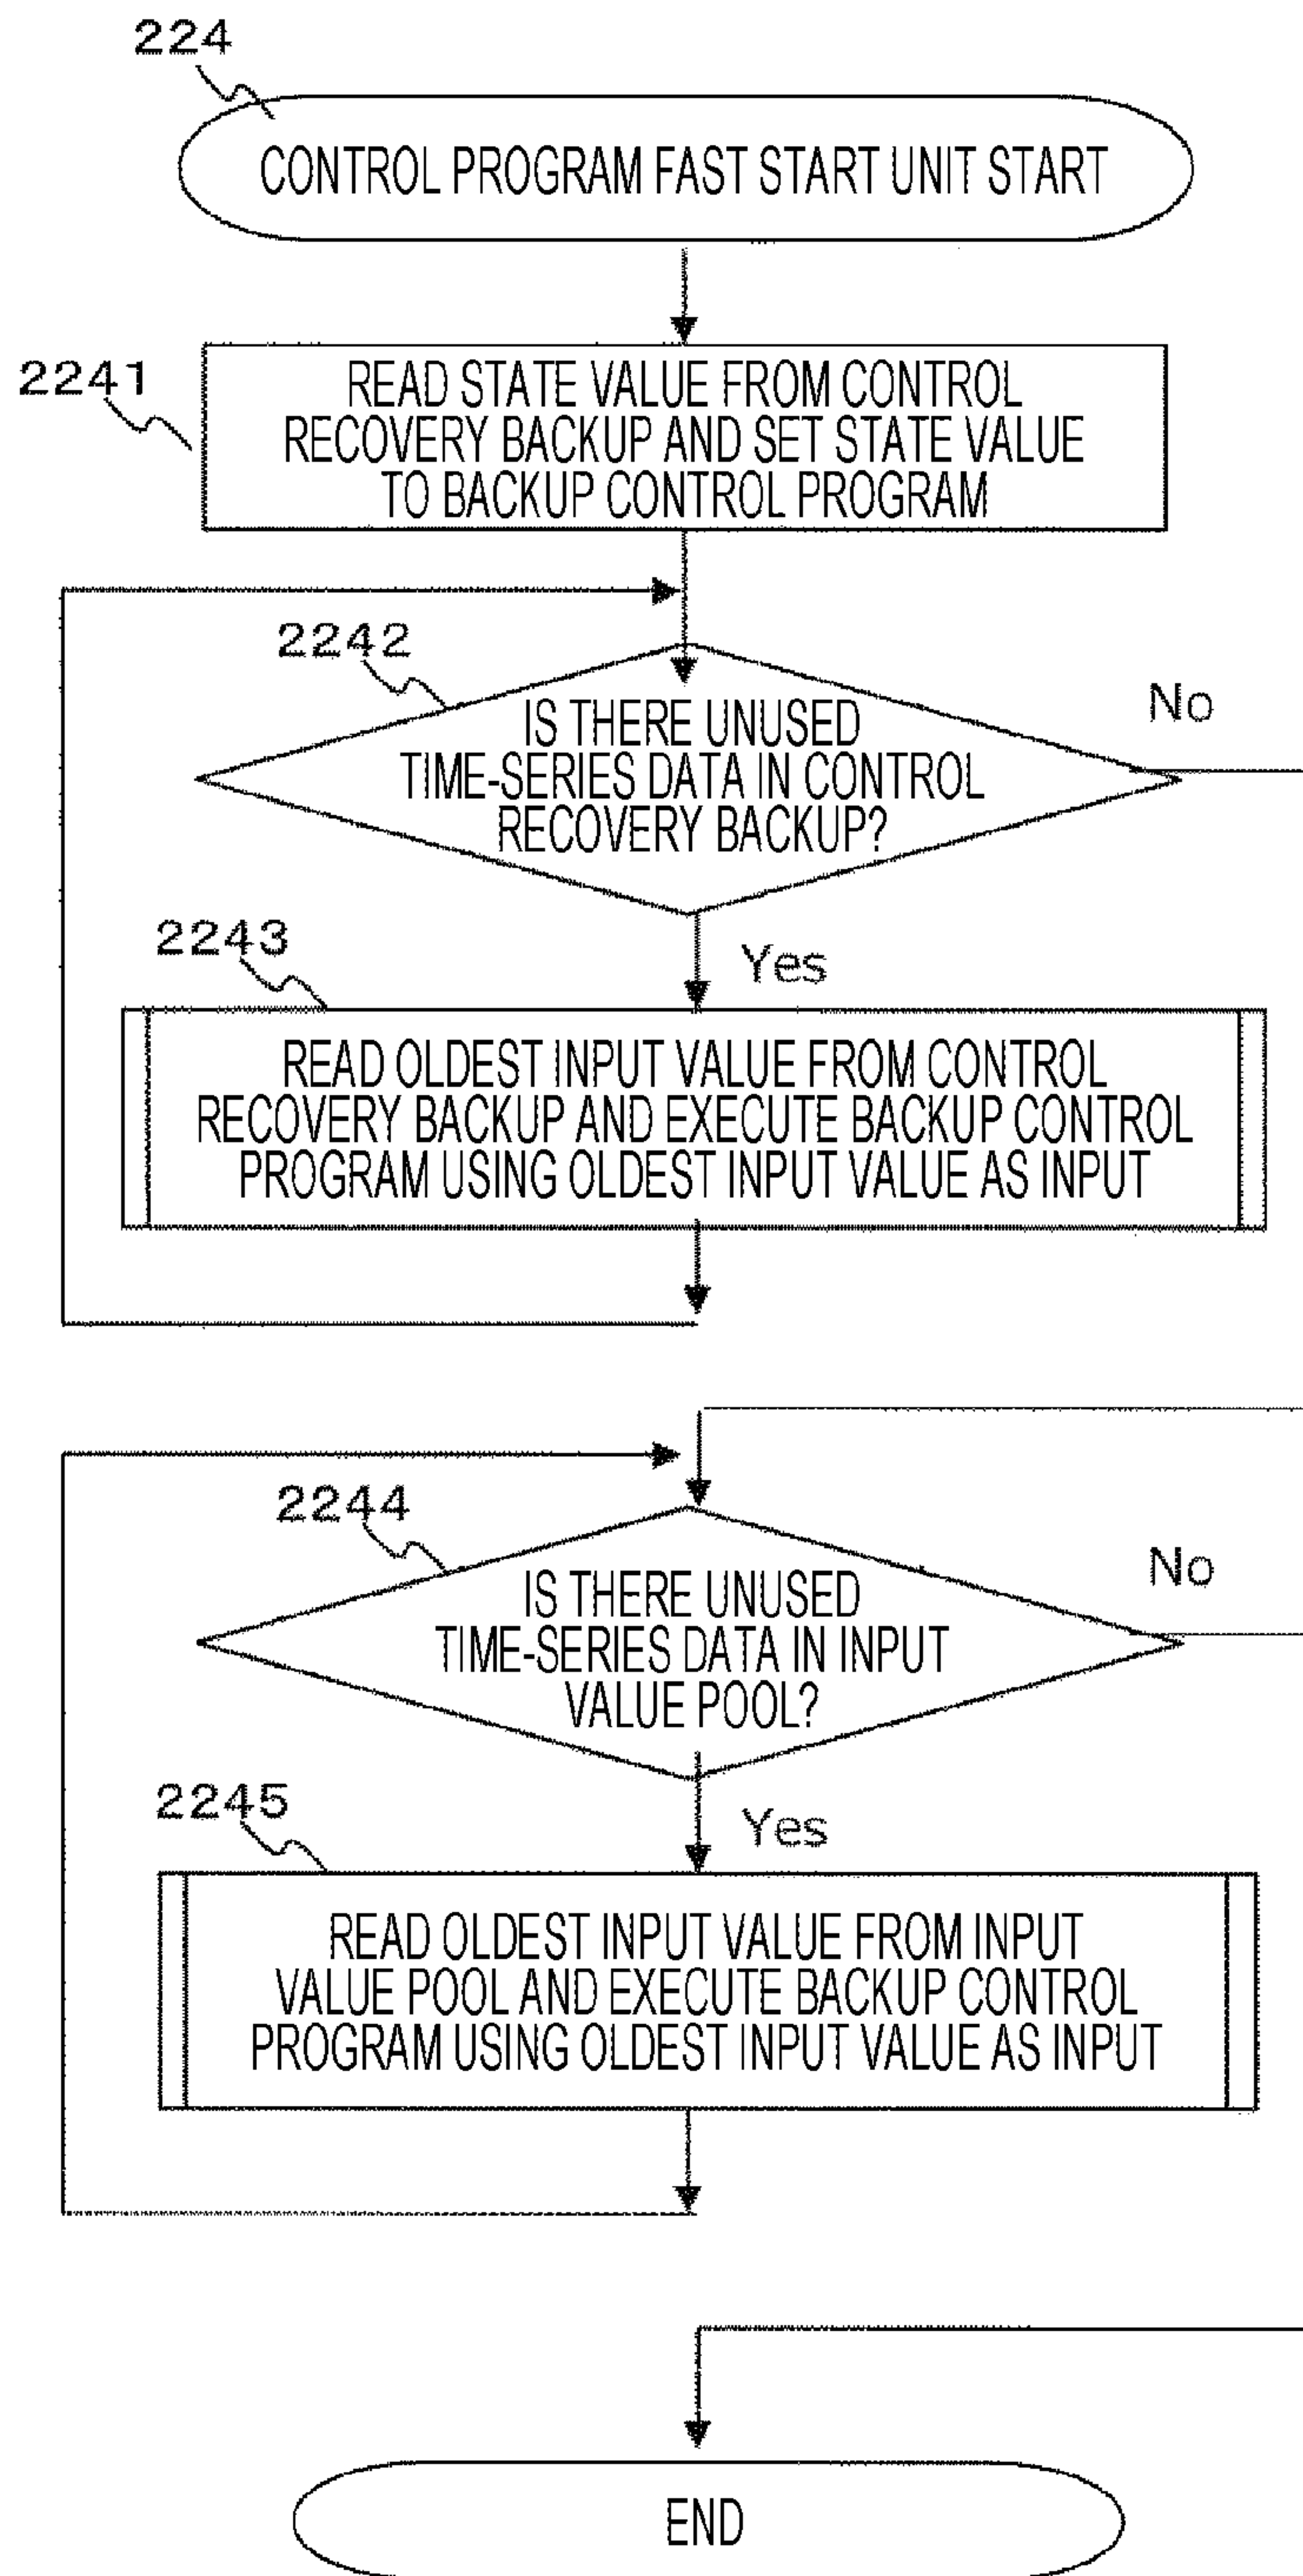 224
CONTROL PROGRAM FAST START UNIT START
2241
READ STATE VALUE FROM CONTROL
RECOVERY BACKUP AND SET STATE VALUE
TO BACKUP CONTROL PROGRAM
2242
IS THERE UNUSED
TIME-SERIES DATA IN CONTROL
RECOVERY BACKUP?
No
Yes
2243
READ OLDEST INPUT VALUE FROM CONTROL
RECOVERY BACKUP AND EXECUTE BACKUP CONTROL
PROGRAM USING OLDEST INPUT VALUE AS INPUT
2244
IS THERE UNUSED
TIME-SERIES DATA IN INPUT
VALUE POOL?
No
Yes
2245
READ OLDEST INPUT VALUE FROM INPUT
VALUE POOL AND EXECUTE BACKUP CONTROL
PROGRAM USING OLDEST INPUT VALUE AS INPUT
END